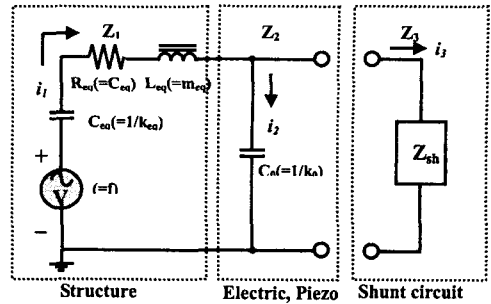 Z₁ Z₂ Z₃
i₁ i₃
R_eq(=C_eq) L_eq(=m_eq)
i₂
C_eq(=1/k_eq)
Z_sh
+
C₀(=1/k₀)
V (=f)
−
Structure Electric, Piezo Shunt circuit